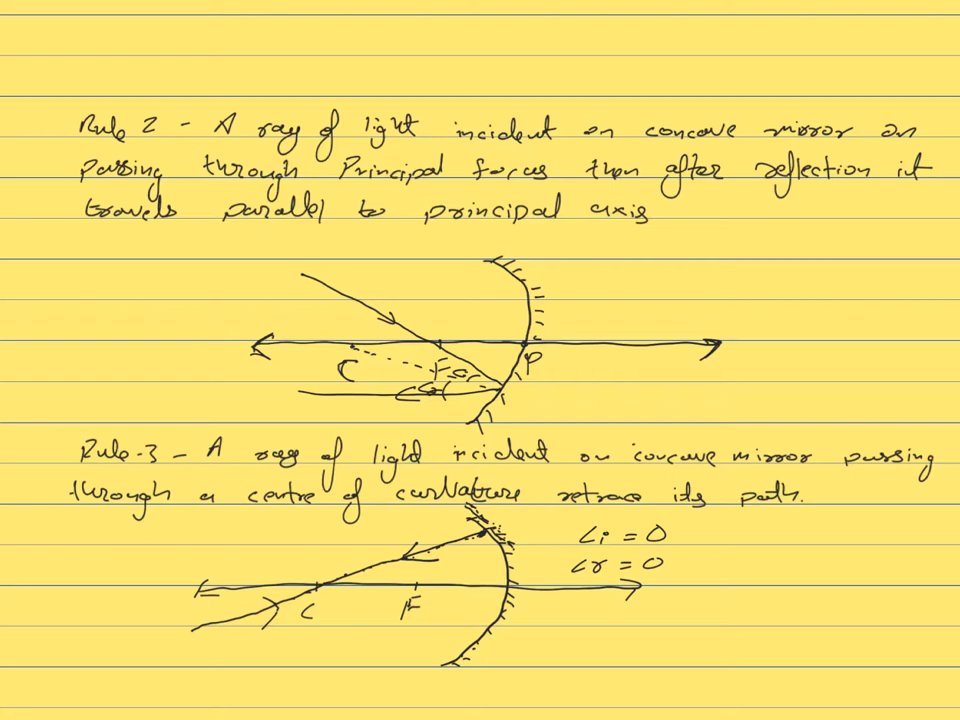 Rule 2 - A ray of light incident on concave mirror on
passing through Principal focus then after reflection it
travels parallel to principal axis
C F P
Rule-3 - A ray of light incident on concave mirror passing
through a centre of curvature retrace its path.
∠i = 0
∠r = 0
C F